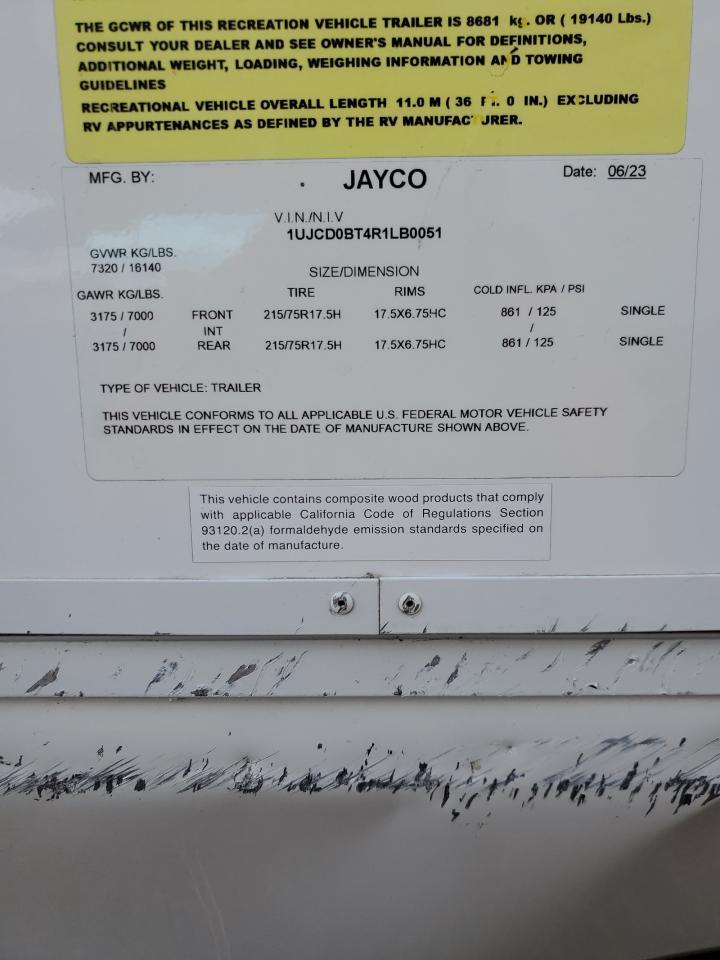 THE GCWR OF THIS RECREATION VEHICLE TRAILER IS 8681 kg. OR ( 19140 Lbs.)
CONSULT YOUR DEALER AND SEE OWNER'S MANUAL FOR DEFINITIONS,
ADDITIONAL WEIGHT, LOADING, WEIGHING INFORMATION AND TOWING
GUIDELINES
RECREATIONAL VEHICLE OVERALL LENGTH 11.0 M ( 36 FT. 0 IN.) EXCLUDING
RV APPURTENANCES AS DEFINED BY THE RV MANUFACTURER.
MFG. BY: JAYCO Date: 06/23
V.I.N./N.I.V
1UJCD0BT4R1LB0051
GVWR KG/LBS.
7320 / 16140
SIZE/DIMENSION
GAWR KG/LBS. TIRE RIMS COLD INFL. KPA / PSI
3175 / 7000 FRONT 215/75R17.5H 17.5X6.75HC 861 / 125 SINGLE
/ INT /
3175 / 7000 REAR 215/75R17.5H 17.5X6.75HC 861 / 125 SINGLE
TYPE OF VEHICLE: TRAILER
THIS VEHICLE CONFORMS TO ALL APPLICABLE U.S. FEDERAL MOTOR VEHICLE SAFETY
STANDARDS IN EFFECT ON THE DATE OF MANUFACTURE SHOWN ABOVE.
This vehicle contains composite wood products that comply
with applicable California Code of Regulations Section
93120.2(a) formaldehyde emission standards specified on
the date of manufacture.